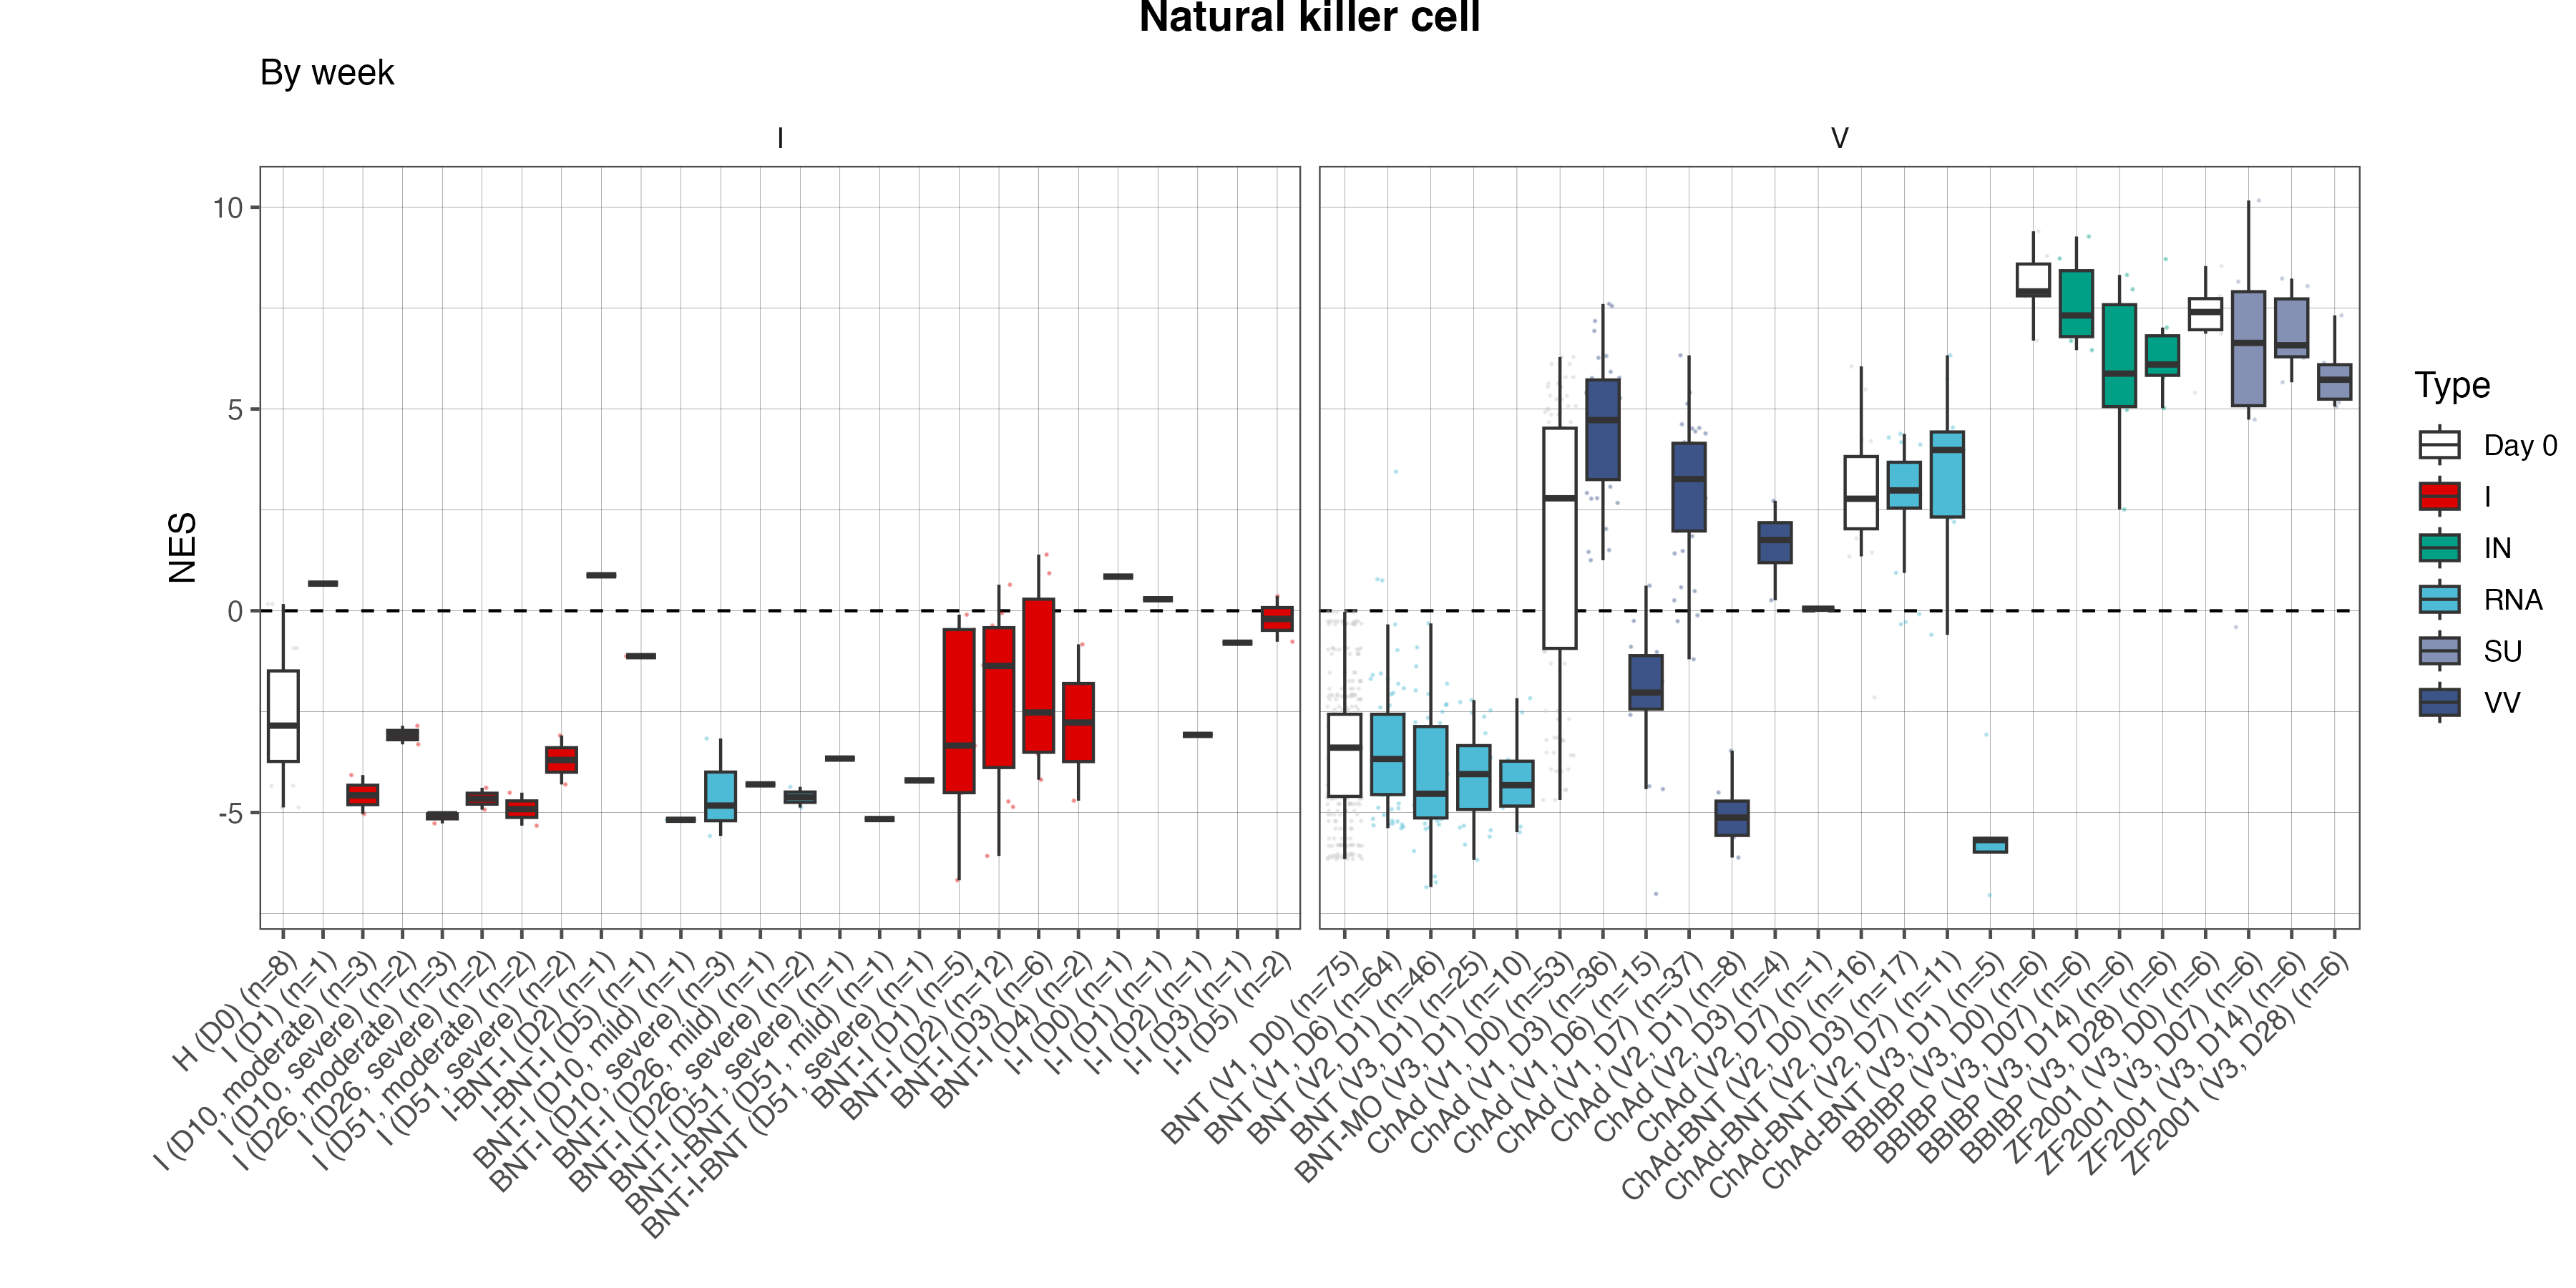 Natural killer cell
By week
I
V
NES
10
5
0
-5
H (D0) (n=8)
I (D1) (n=1)
I (D10, moderate) (n=3)
I (D10, severe) (n=2)
I (D26, moderate) (n=3)
I (D26, severe) (n=2)
I (D51, moderate) (n=2)
I (D51, severe) (n=2)
I-BNT-I (D2) (n=1)
I-BNT-I (D5) (n=1)
BNT-I (D10, mild) (n=1)
BNT-I (D10, severe) (n=3)
BNT-I (D26, mild) (n=1)
BNT-I (D26, severe) (n=2)
BNT-I (D51, severe) (n=1)
BNT-I-BNT (D51, mild) (n=1)
BNT-I-BNT (D51, severe) (n=1)
BNT-I (D1) (n=5)
BNT-I (D2) (n=12)
BNT-I (D3) (n=6)
BNT-I (D4) (n=2)
I-I (D0) (n=1)
I-I (D1) (n=1)
I-I (D2) (n=1)
I-I (D3) (n=1)
I-I (D5) (n=2)
BNT (V1, D0) (n=75)
BNT (V1, D6) (n=64)
BNT (V2, D1) (n=46)
BNT (V3, D1) (n=25)
BNT-MO (V3, D1) (n=10)
ChAd (V1, D0) (n=53)
ChAd (V1, D3) (n=36)
ChAd (V1, D6) (n=15)
ChAd (V1, D7) (n=37)
ChAd (V2, D1) (n=8)
ChAd (V2, D3) (n=4)
ChAd (V2, D7) (n=1)
ChAd-BNT (V2, D0) (n=16)
ChAd-BNT (V2, D3) (n=17)
ChAd-BNT (V2, D7) (n=11)
ChAd-BNT (V3, D1) (n=5)
BBIBP (V3, D0) (n=6)
BBIBP (V3, D07) (n=6)
BBIBP (V3, D14) (n=6)
BBIBP (V3, D28) (n=6)
ZF2001 (V3, D0) (n=6)
ZF2001 (V3, D07) (n=6)
ZF2001 (V3, D14) (n=6)
ZF2001 (V3, D28) (n=6)
Type
Day 0
I
IN
RNA
SU
VV